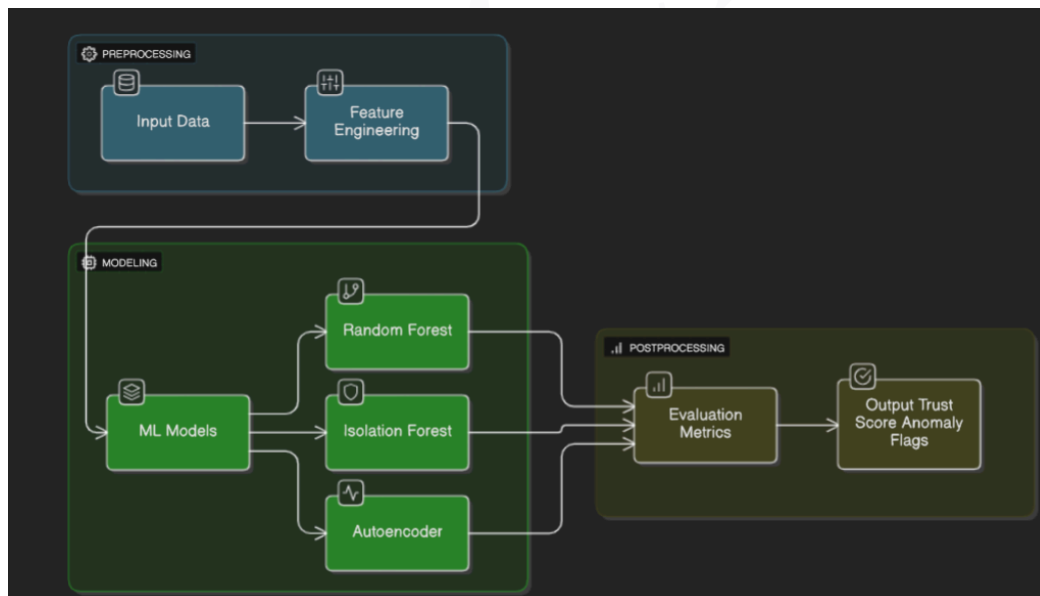 PREPROCESSING
Input Data
Feature
Engineering
MODELING
Random Forest
ML Models
Isolation Forest
Autoencoder
POSTPROCESSING
Evaluation
Metrics
Output Trust
Score Anomaly
Flags